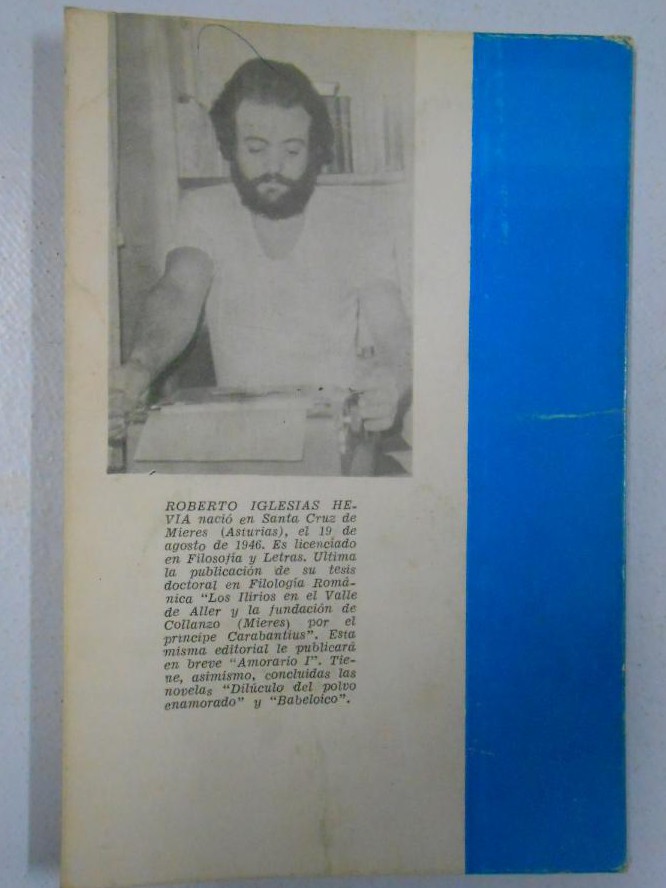 ROBERTO IGLESIAS HE-
VIA nació en Santa Cruz de
Mieres (Asturias), el 19 de
agosto de 1946. Es licenciado
en Filosofía y Letras. Ultima
la publicación de su tesis
doctoral en Filología Romá-
nica "Los Ilirios en el Valle
de Aller y la fundación de
Collanzo (Mieres) por el
príncipe Carabantius". Esta
misma editorial le publicará
en breve "Amorario I". Tie-
ne, asimismo, concluidas las
novelas "Dilúculo del polvo
enamorado" y "Babeloico".